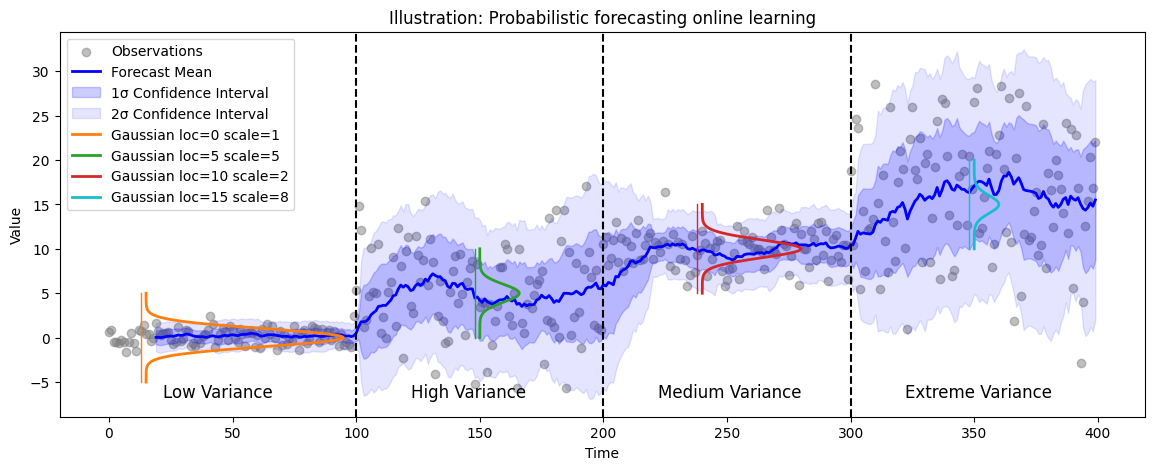 Illustration: Probabilistic forecasting online learning
Observations
Forecast Mean
1σ Confidence Interval
2σ Confidence Interval
Gaussian loc=0 scale=1
Gaussian loc=5 scale=5
Gaussian loc=10 scale=2
Gaussian loc=15 scale=8
Value
30
25
20
15
10
5
0
−5
Low Variance High Variance Medium Variance Extreme Variance
0 50 100 150 200 250 300 350 400
Time